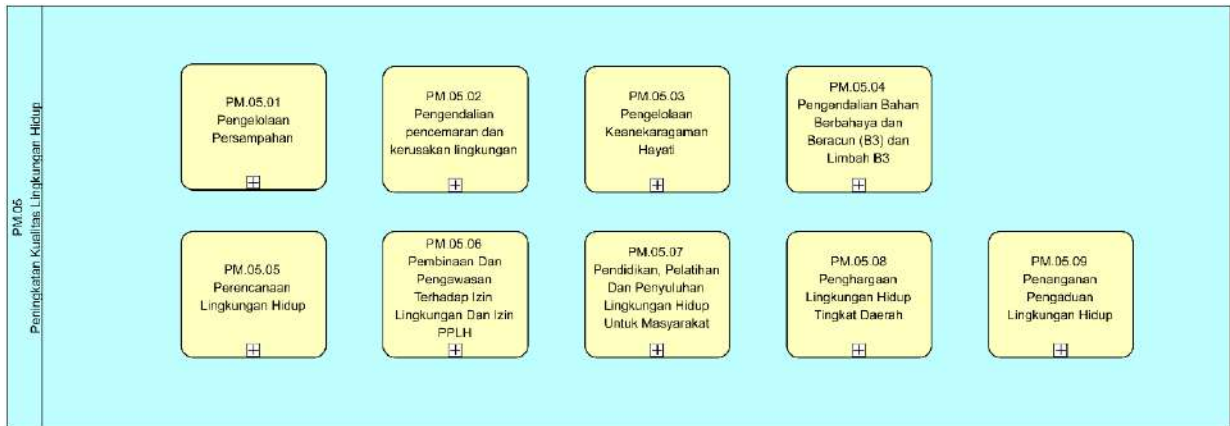 PM.05
Peningkatan Kualitas Lingkungan Hidup
PM.05.01
Pengelolaan
Persampahan
PM.05.02
Pengendalian
pencemaran dan
kerusakan lingkungan
PM.05.03
Pengelolaan
Keanekaragaman
Hayati
PM.05.04
Pengendalian Bahan
Berbahaya dan
Beracun (B3) dan
Limbah B3
PM.05.05
Perencanaan
Lingkungan Hidup
PM.05.06
Pembinaan Dan
Pengawasan
Terhadap Izin
Lingkungan Dan Izin
PPLH
PM.05.07
Pendidikan, Pelatihan
Dan Penyuluhan
Lingkungan Hidup
Untuk Masyarakat
PM.05.08
Penghargaan
Lingkungan Hidup
Tingkat Daerah
PM.05.09
Penanganan
Pengaduan
Lingkungan Hidup